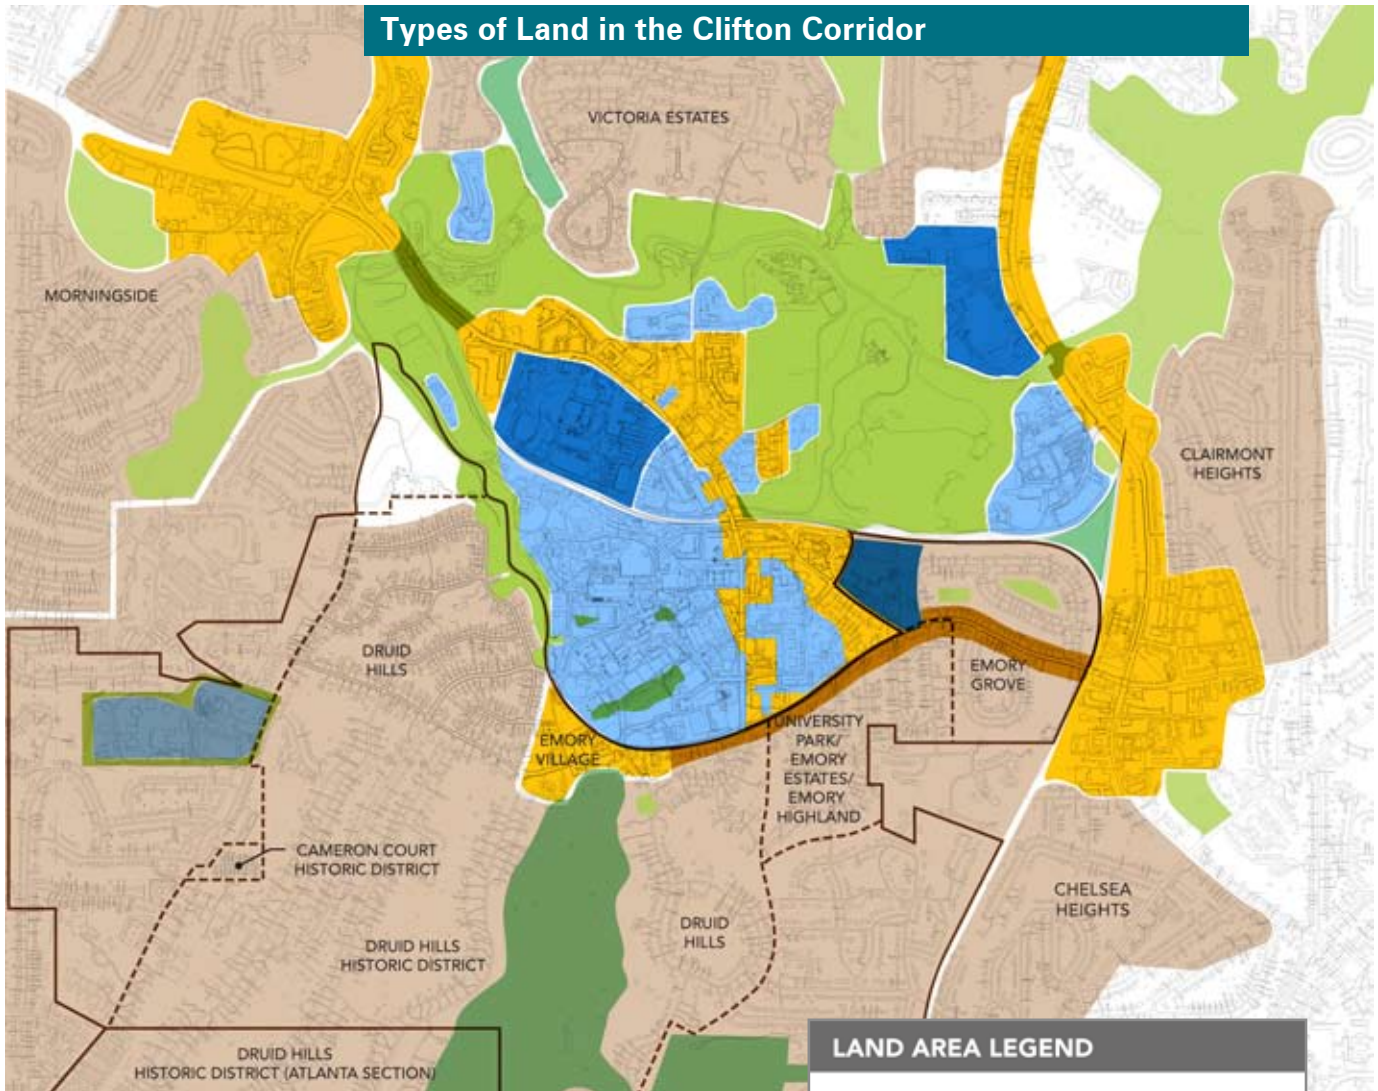 Types of Land in the Clifton Corridor
VICTORIA ESTATES
MORNINGSIDE
CLAIRMONT
HEIGHTS
DRUID
HILLS
EMORY
GROVE
EMORY
VILLAGE
UNIVERSITY
PARK/
EMORY
ESTATES/
EMORY
HIGHLAND
CAMERON COURT
HISTORIC DISTRICT
CHELSEA
HEIGHTS
DRUID
HILLS
DRUID HILLS
HISTORIC DISTRICT
DRUID HILLS
HISTORIC DISTRICT (ATLANTA SECTION)
LAND AREA LEGEND